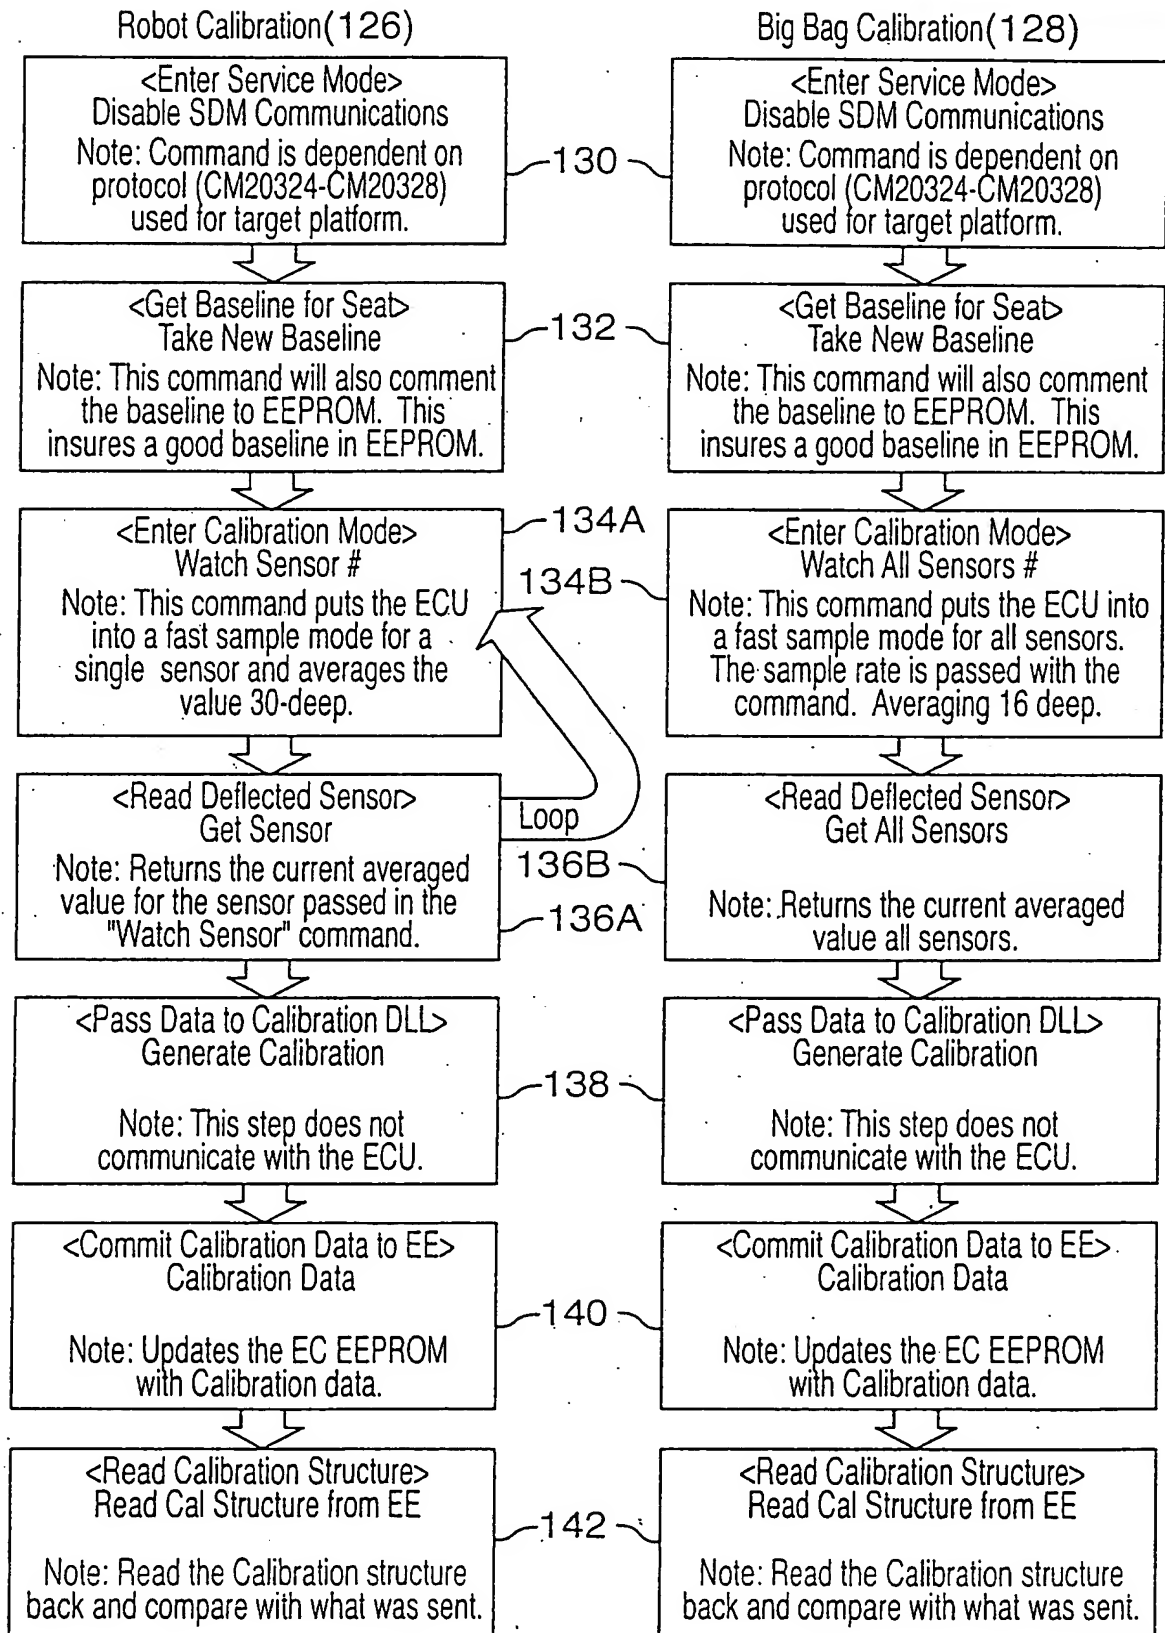 Robot Calibration(126)
<Enter Service Mode>
Disable SDM Communications
Note: Command is dependent on
protocol (CM20324-CM20328)
used for target platform.
<Get Baseline for Seat>
Take New Baseline
Note: This command will also comment
the baseline to EEPROM. This
insures a good baseline in EEPROM.
<Enter Calibration Mode>
Watch Sensor #
Note: This command puts the ECU
into a fast sample mode for a
single sensor and averages the
value 30-deep.
<Read Deflected Sensor>
Get Sensor
Note: Returns the current averaged
value for the sensor passed in the
"Watch Sensor" command.
<Pass Data to Calibration DLL>
Generate Calibration
Note: This step does not
communicate with the ECU.
<Commit Calibration Data to EE>
Calibration Data
Note: Updates the EC EEPROM
with Calibration data.
<Read Calibration Structure>
Read Cal Structure from EE
Note: Read the Calibration structure
back and compare with what was sent.
130
132
134A
134B
Loop
136B
136A
138
140
142
Big Bag Calibration(128)
<Enter Service Mode>
Disable SDM Communications
Note: Command is dependent on
protocol (CM20324-CM20328)
used for target platform.
<Get Baseline for Seat>
Take New Baseline
Note: This command will also comment
the baseline to EEPROM. This
insures a good baseline in EEPROM.
<Enter Calibration Mode>
Watch All Sensors #
Note: This command puts the ECU into
a fast sample mode for all sensors.
The sample rate is passed with the
command. Averaging 16 deep.
<Read Deflected Sensor>
Get All Sensors
Note: Returns the current averaged
value all sensors.
<Pass Data to Calibration DLL>
Generate Calibration
Note: This step does not
communicate with the ECU.
<Commit Calibration Data to EE>
Calibration Data
Note: Updates the EC EEPROM
with Calibration data.
<Read Calibration Structure>
Read Cal Structure from EE
Note: Read the Calibration structure
back and compare with what was sent.